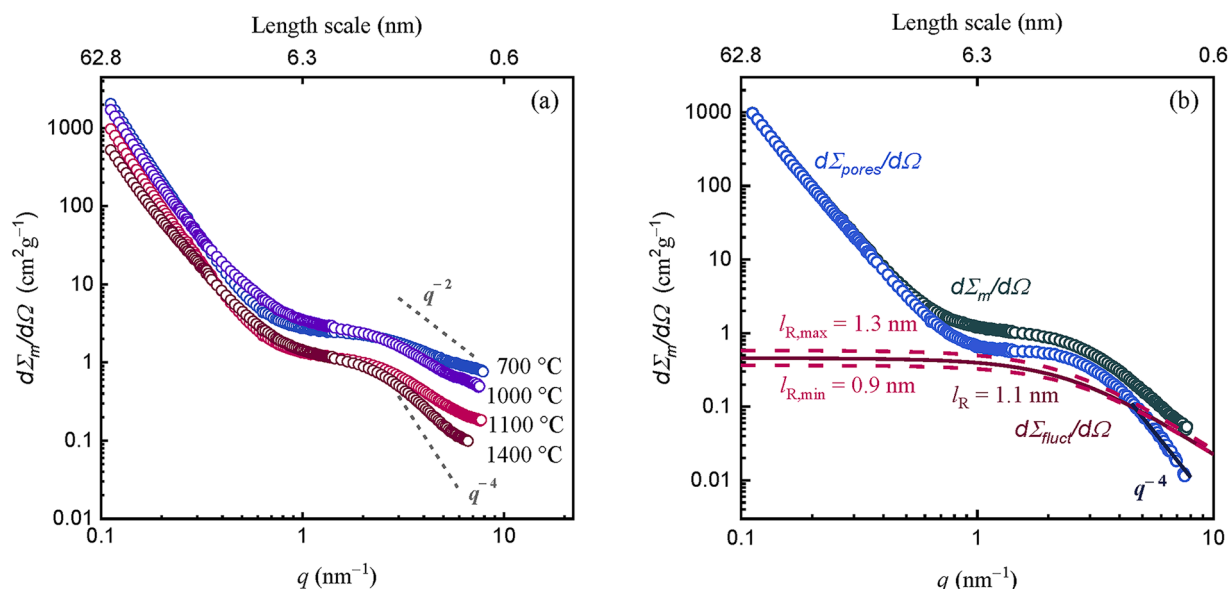 Length scale (nm)
62.8 6.3 0.6
(a)
1000
100
10
1
0.1
0.01
dΣm/dΩ (cm²g⁻¹)
q⁻²
700 °C
1000 °C
1100 °C
1400 °C
q⁻⁴
0.1 1 10
q (nm⁻¹)
Length scale (nm)
62.8 6.3 0.6
(b)
1000
100
10
1
0.1
0.01
dΣm/dΩ (cm²g⁻¹)
dΣpores/dΩ
dΣm/dΩ
lR,max = 1.3 nm
lR,min = 0.9 nm
lR = 1.1 nm
dΣfluct/dΩ
q⁻⁴
0.1 1 10
q (nm⁻¹)